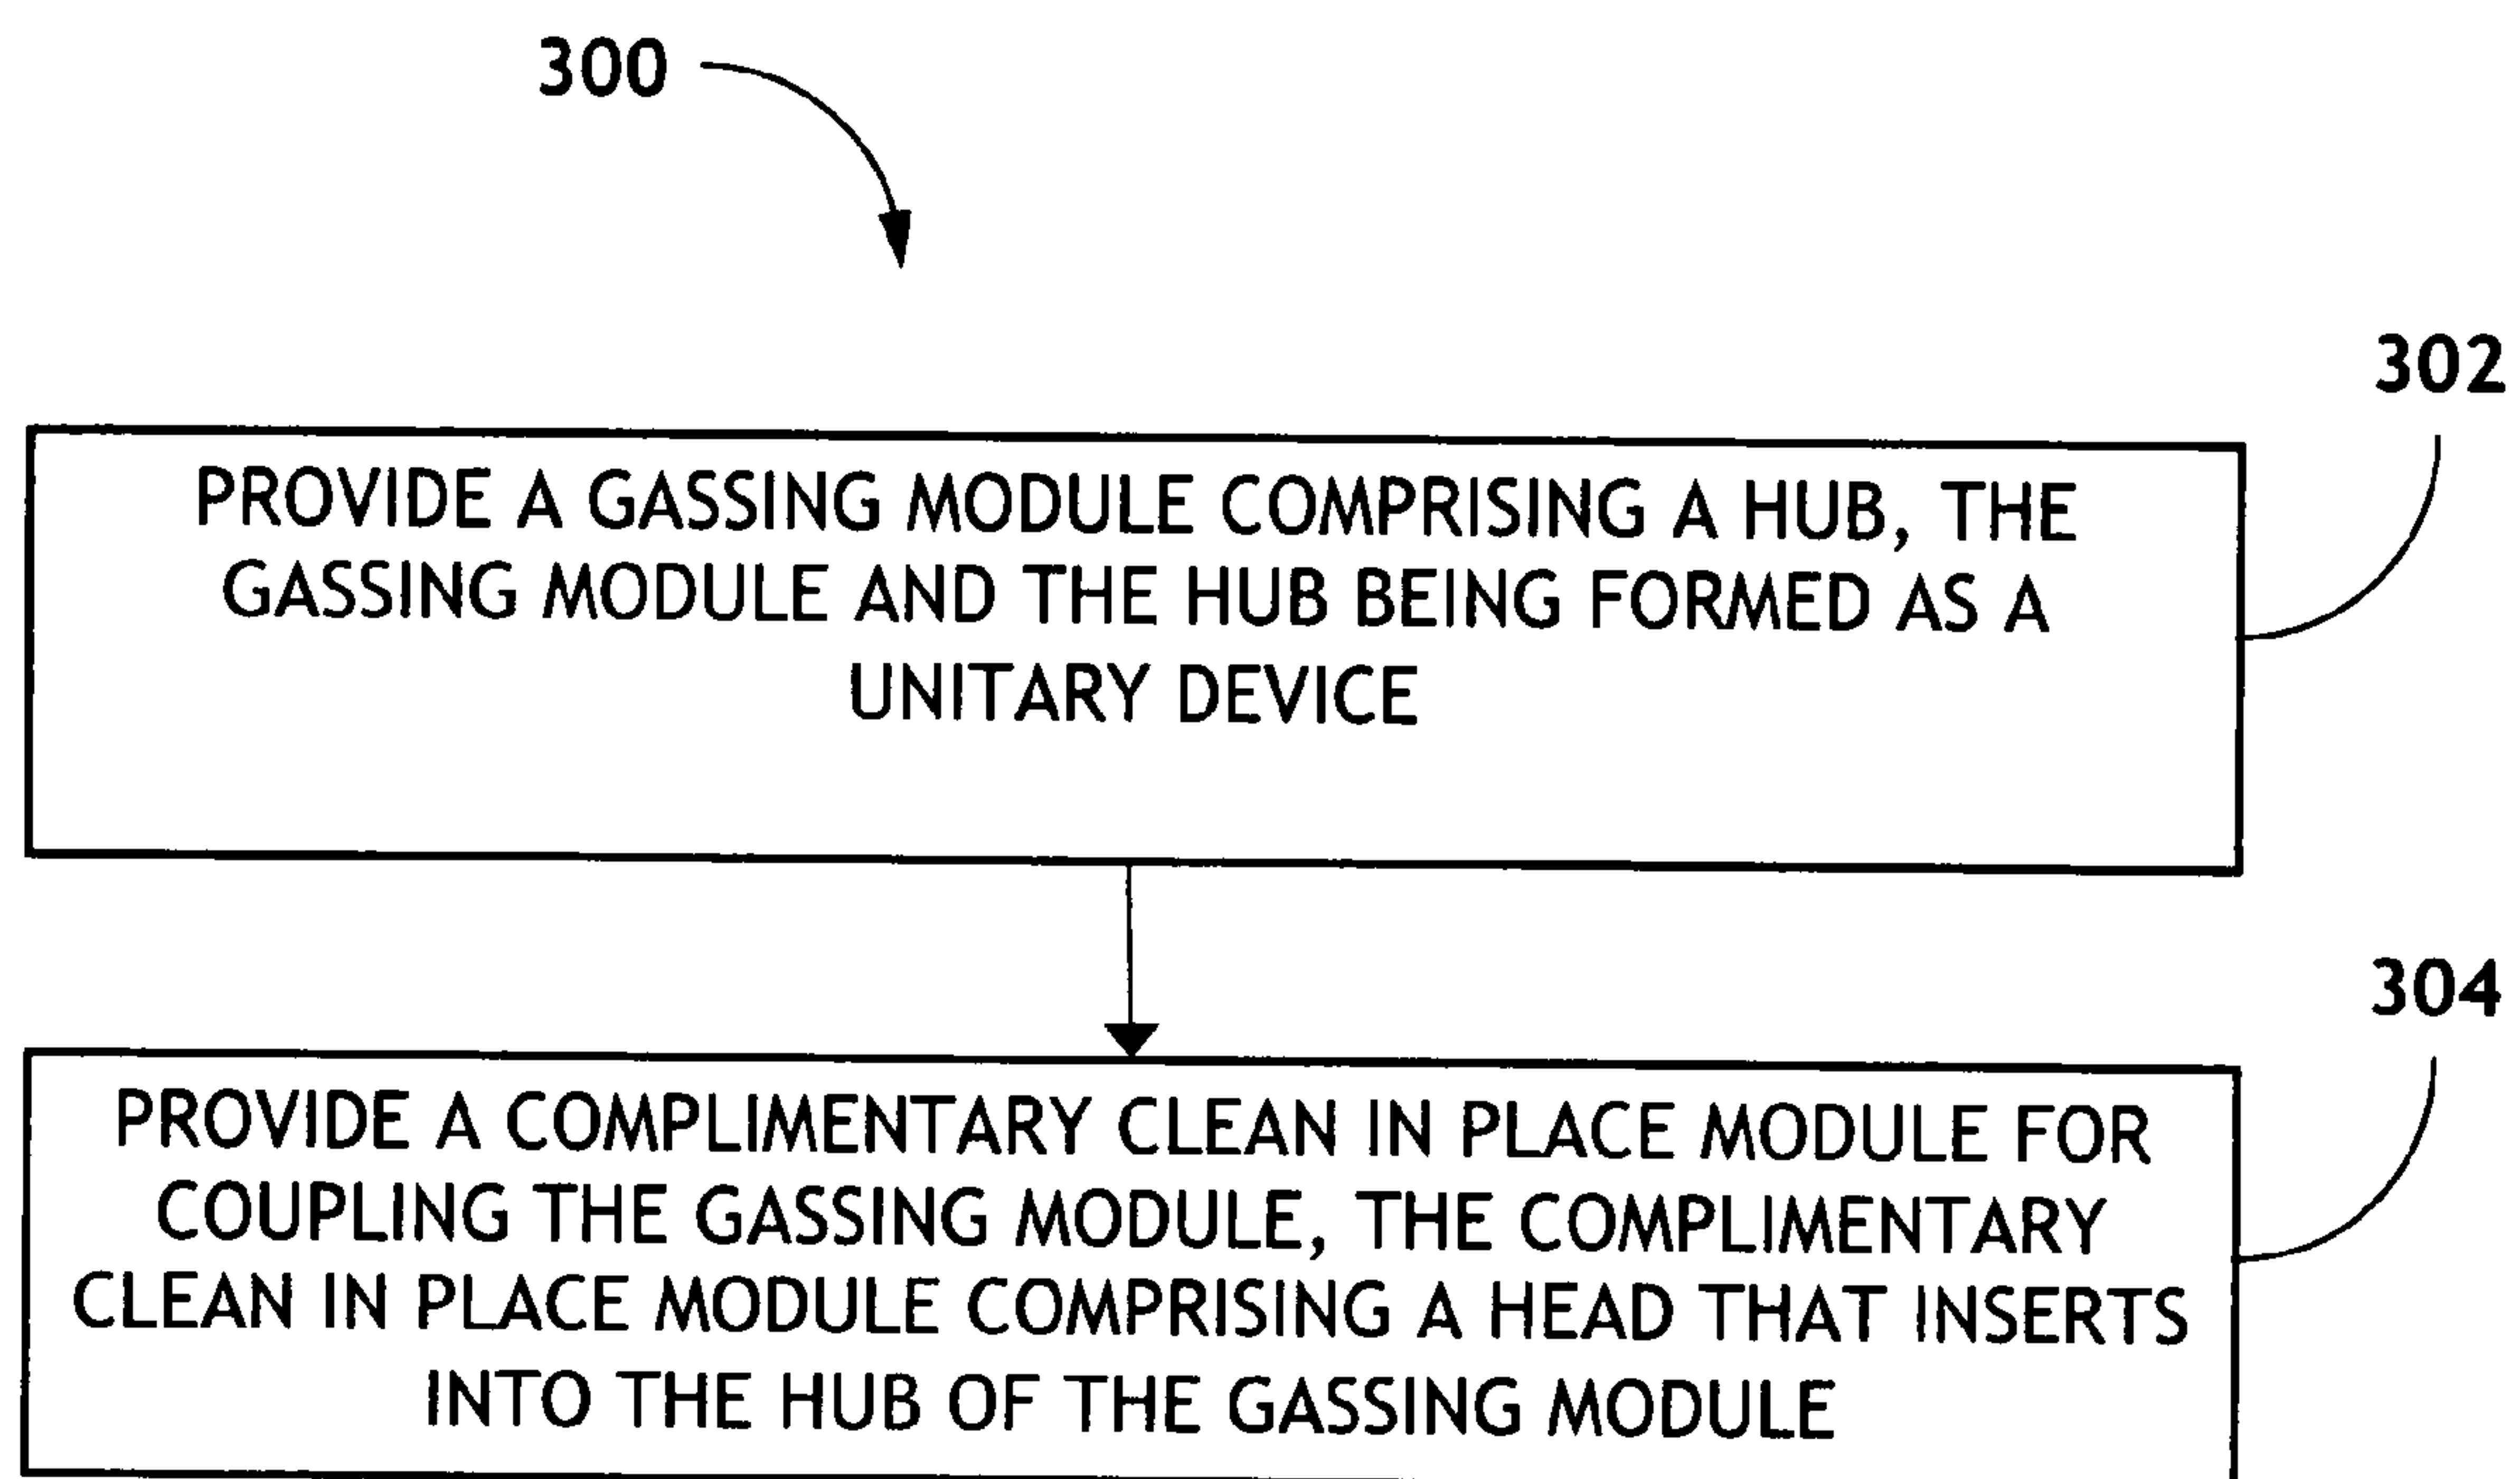 300
302
PROVIDE A GASSING MODULE COMPRISING A HUB, THE
GASSING MODULE AND THE HUB BEING FORMED AS A
UNITARY DEVICE
304
PROVIDE A COMPLIMENTARY CLEAN IN PLACE MODULE FOR
COUPLING THE GASSING MODULE, THE COMPLIMENTARY
CLEAN IN PLACE MODULE COMPRISING A HEAD THAT INSERTS
INTO THE HUB OF THE GASSING MODULE